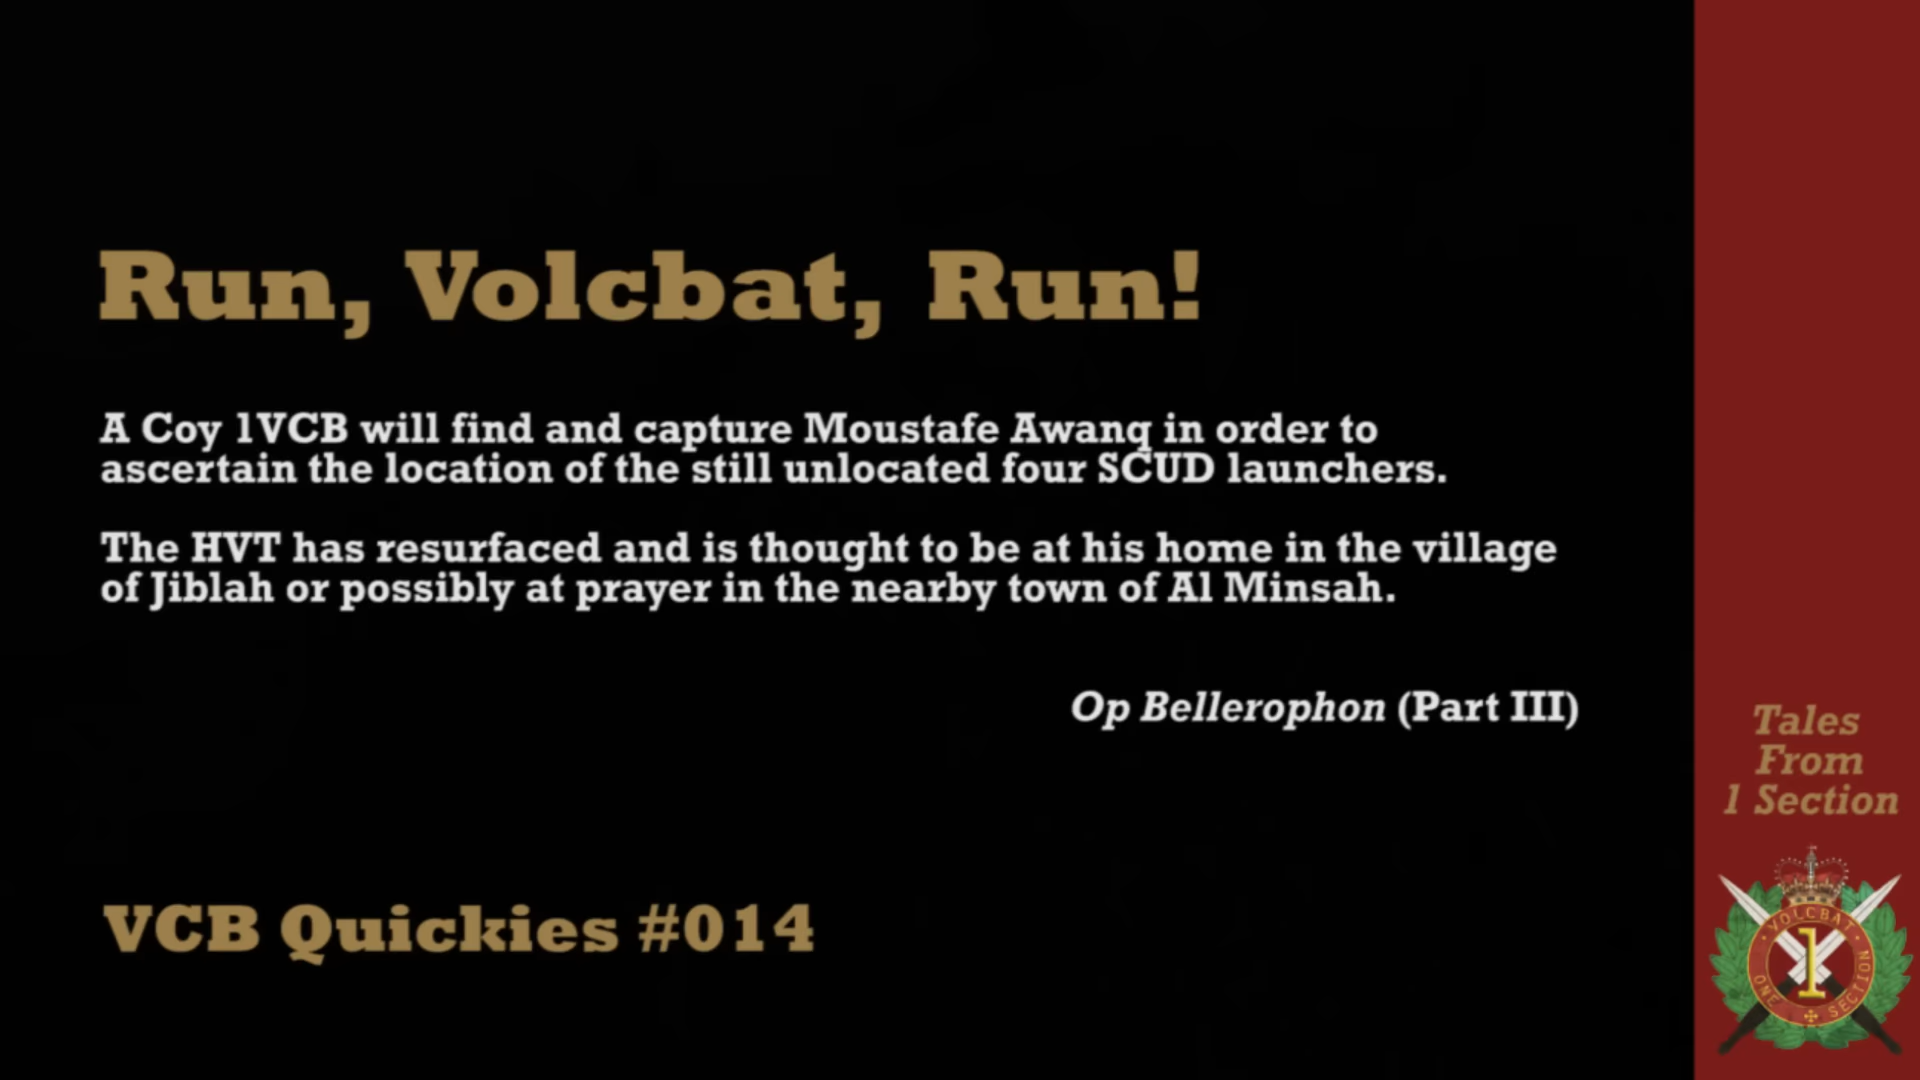 Run, Volcbat, Run!
A Coy 1VCB will find and capture Moustafe Awanq in order to
ascertain the location of the still unlocated four SCUD launchers.
The HVT has resurfaced and is thought to be at his home in the village
of Jiblah or possibly at prayer in the nearby town of Al Minsah.
Op Bellerophon (Part III)
VCB Quickies #014
Tales
From
1 Section
VOLCBAT
1
ONE SECTION